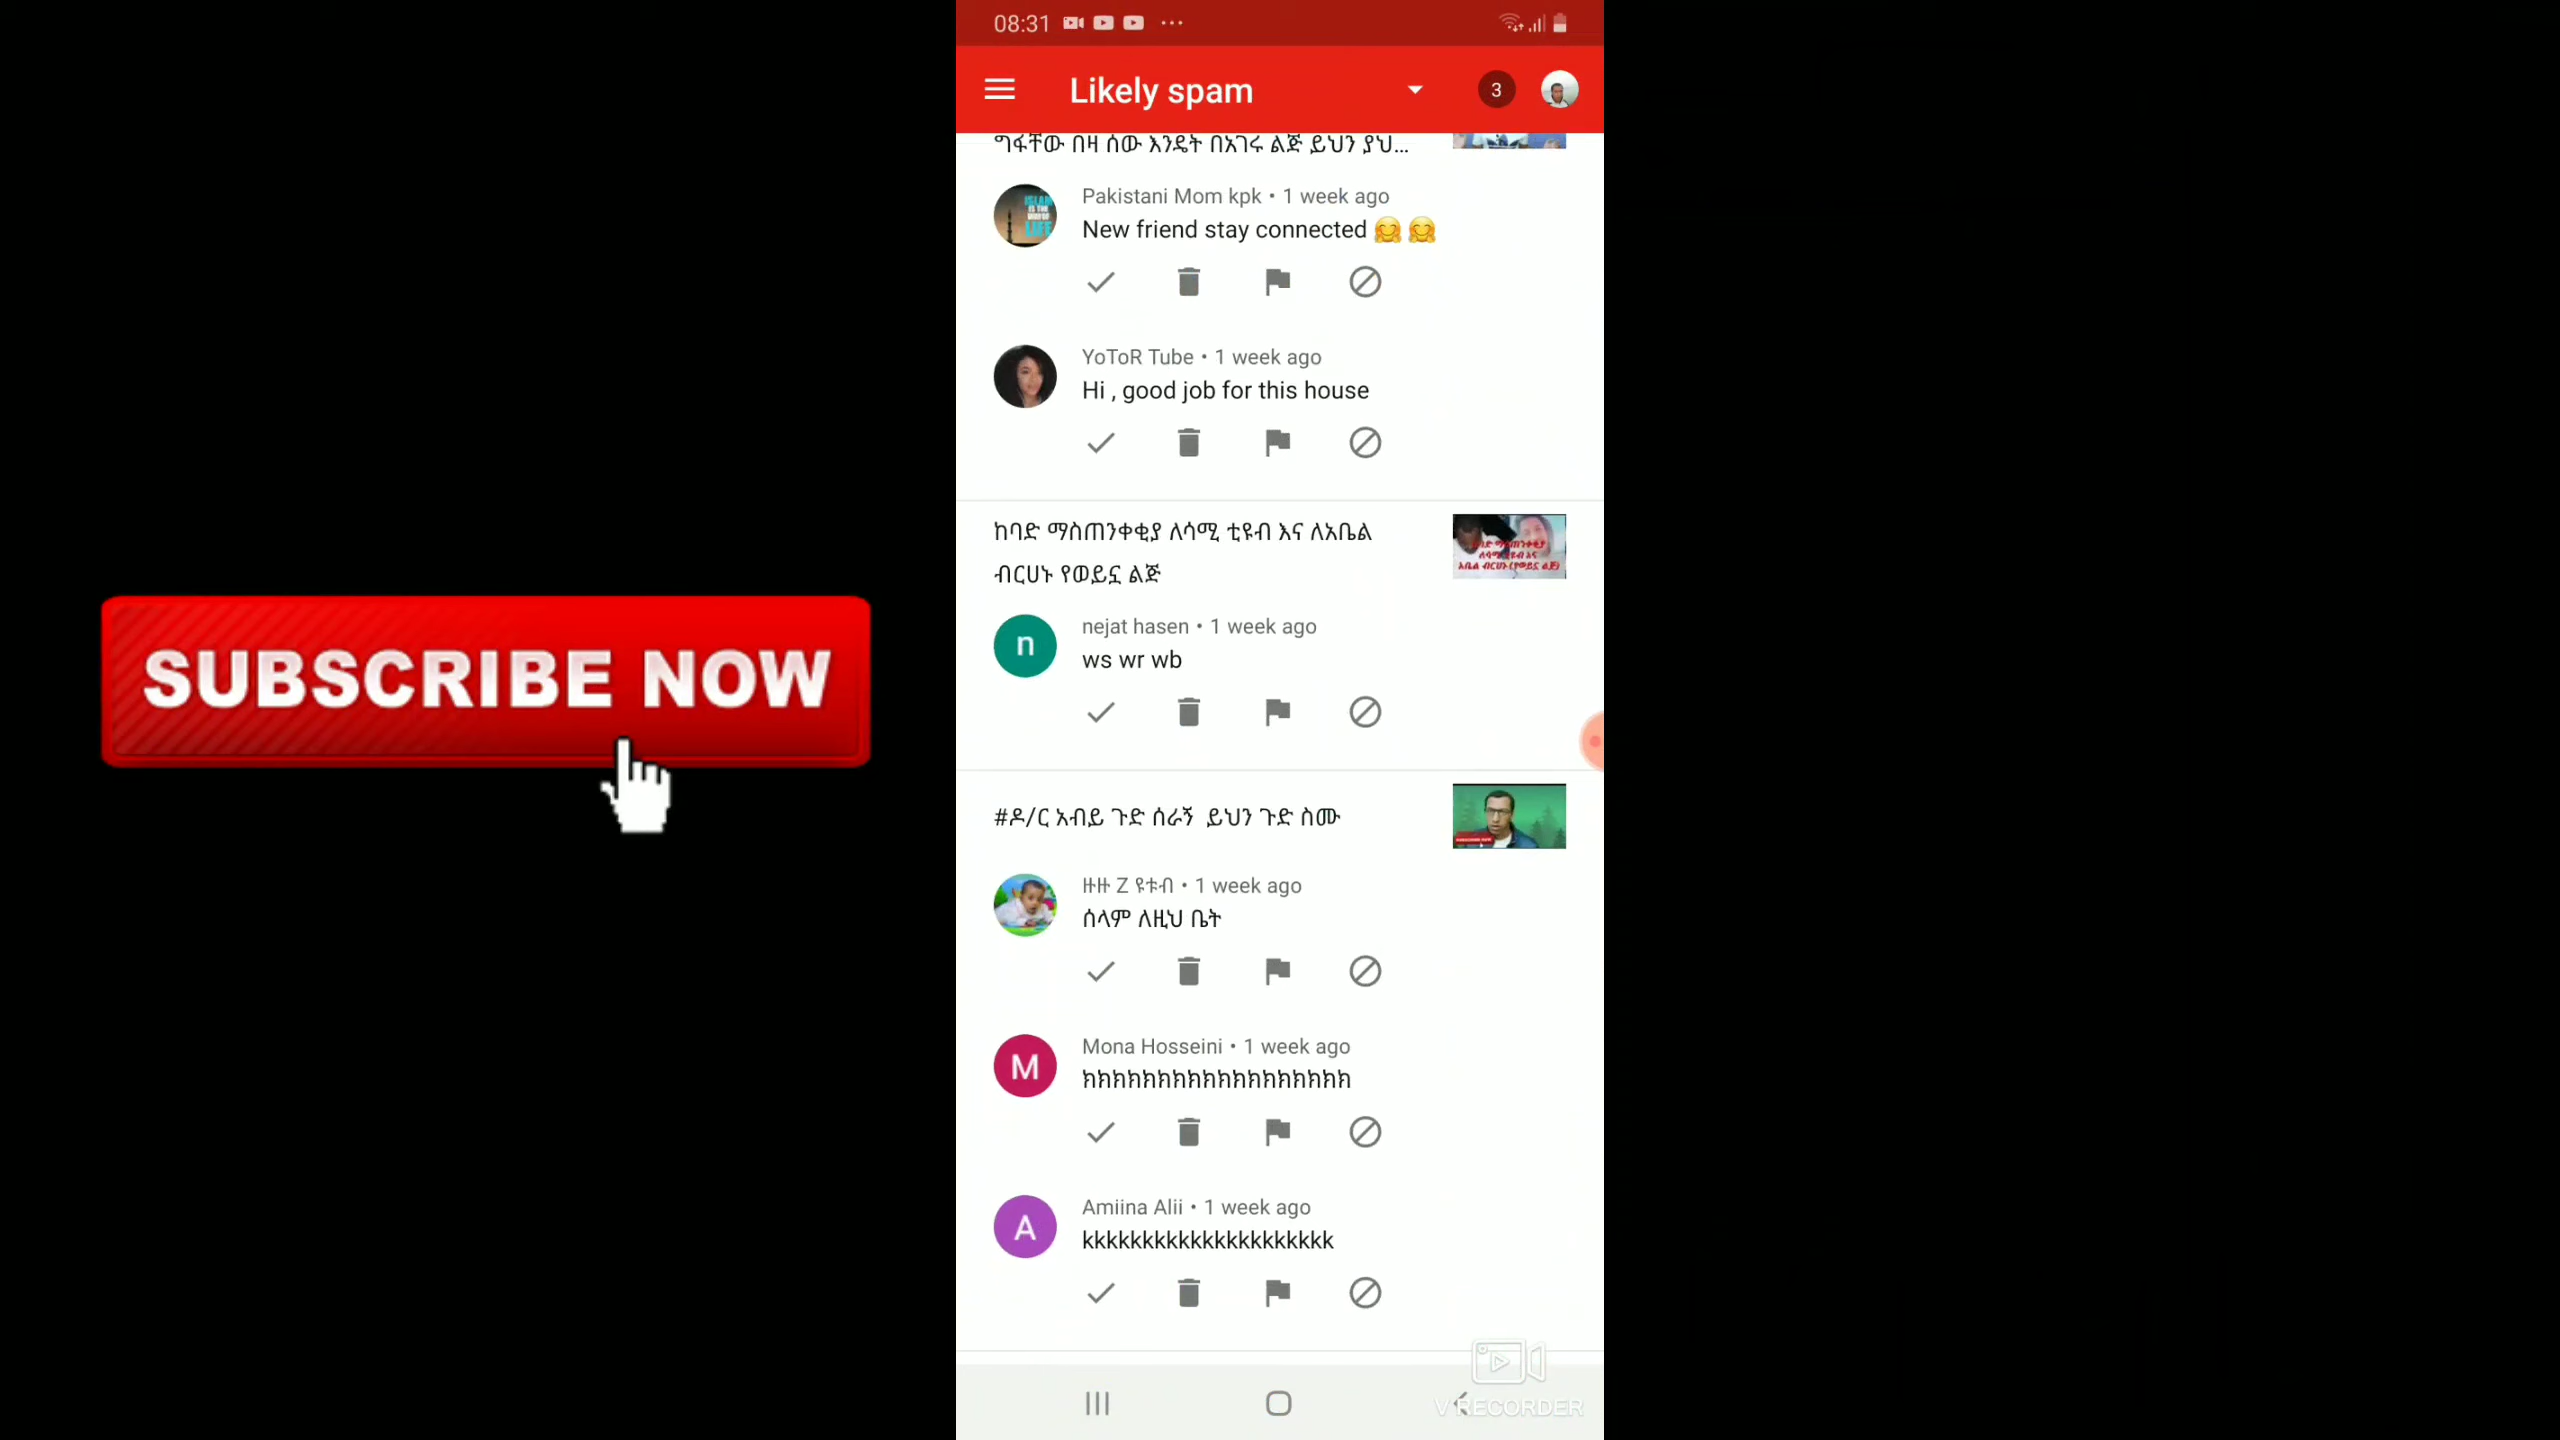 08:31
Likely spam
3
ግፋቸው በዛ ሰው እንዴት በአገሩ ልጅ ይህን ያህ...
Pakistani Mom kpk • 1 week ago
New friend stay connected 🤗 🤗
YoToR Tube • 1 week ago
Hi , good job for this house
SUBSCRIBE NOW
ከባድ ማስጠንቀቂያ ለሳሚ ቲዩብ እና ለአቤል
ብርሀኑ የወይኗ ልጅ
n
nejat hasen • 1 week ago
ws wr wb
#ዶ/ር አብይ ጉድ ሰራኝ ይህን ጉድ ስሙ
ዙዙ Z ዩቱብ • 1 week ago
ሰላም ለዚህ ቤት
M
Mona Hosseini • 1 week ago
ክክክክክክክክክክክክክክክክክክ
A
Amiina Alii • 1 week ago
kkkkkkkkkkkkkkkkkkkkk
V RECORDER